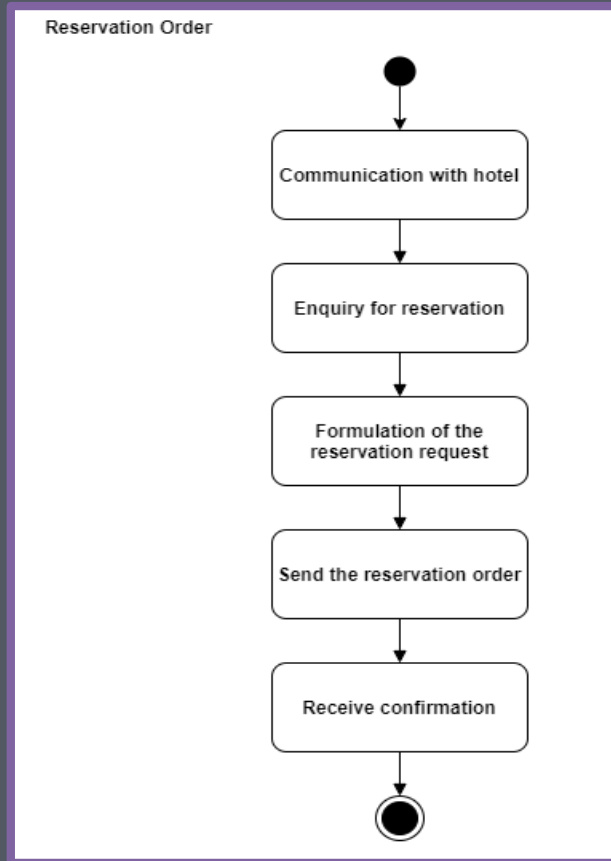 Reservation Order
Communication with hotel
Enquiry for reservation
Formulation of the
reservation request
Send the reservation order
Receive confirmation